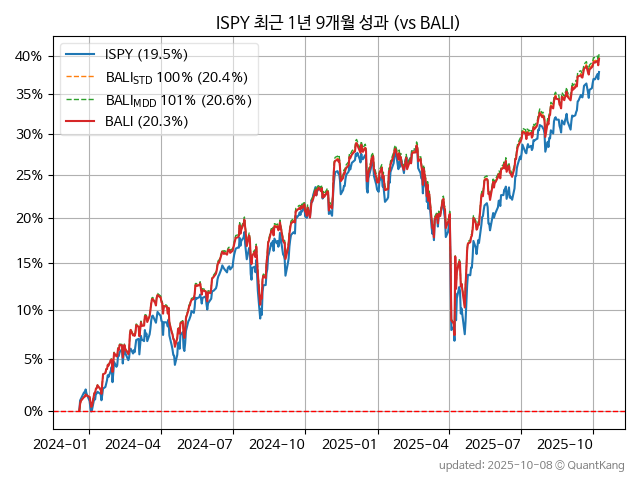 ISPY 최근 1년 9개월 성과 (vs BALI)
ISPY (19.5%)
BALI_STD 100% (20.4%)
BALI_MDD 101% (20.6%)
BALI (20.3%)
40%
35%
30%
25%
20%
15%
10%
5%
0%
2024-01 2024-04 2024-07 2024-10 2025-01 2025-04 2025-07 2025-10
updated: 2025-10-08 © QuantKang